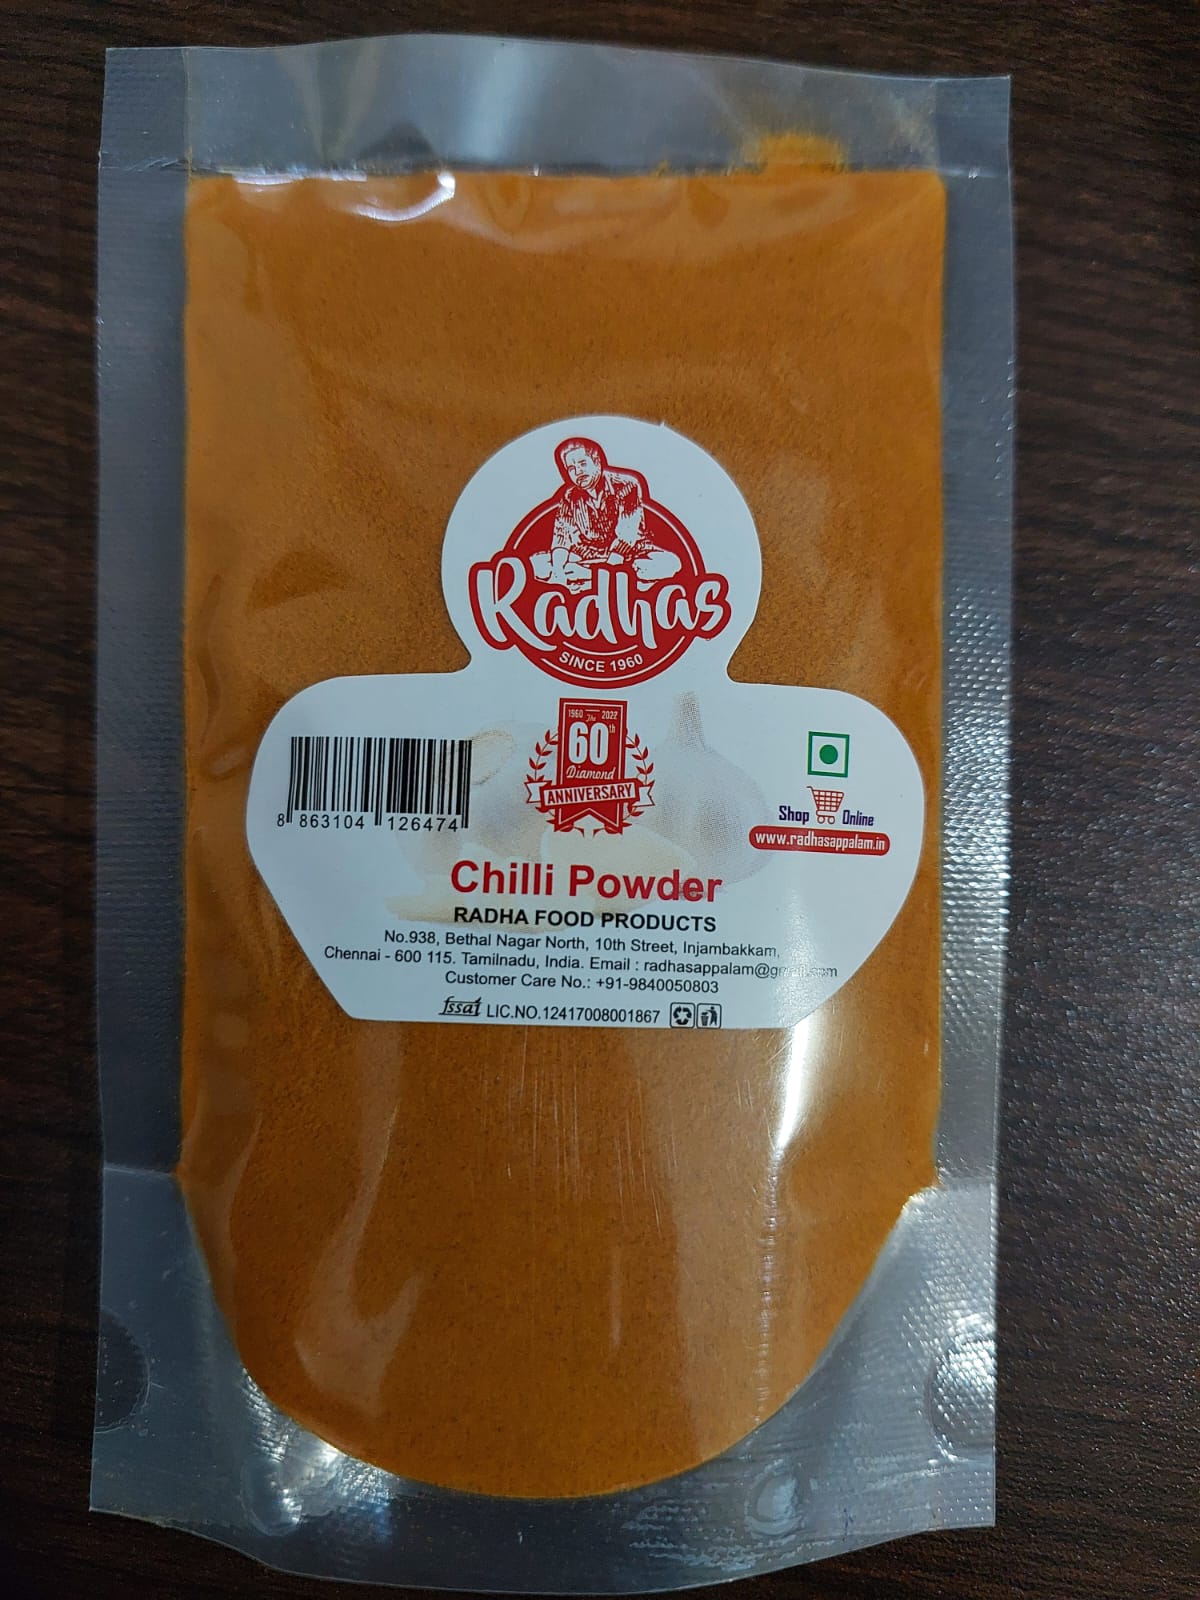 Radhas
SINCE 1960
1960 The 2022
60th
Diamond
ANNIVERSARY
8 863104 126474
Shop Online
www.radhasappalam.in
Chilli Powder
RADHA FOOD PRODUCTS
No.938, Bethal Nagar North, 10th Street, Injambakkam,
Chennai - 600 115. Tamilnadu, India. Email : radhasappalam@gmail.com
Customer Care No.: +91-9840050803
fssai LIC.NO.12417008001867